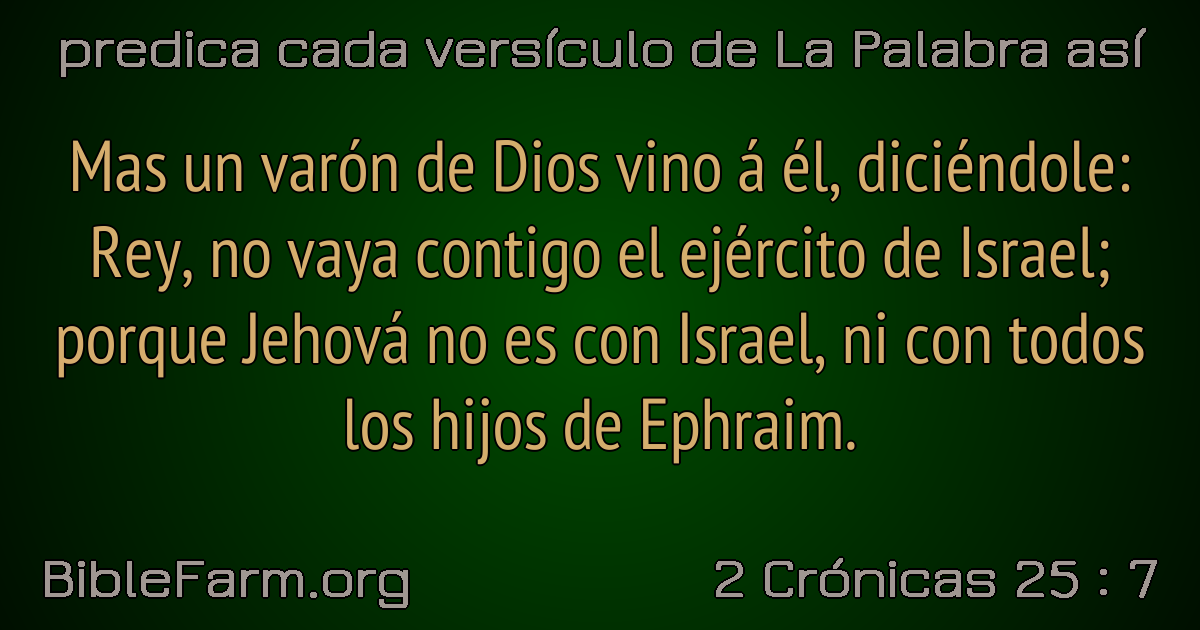 predica cada versículo de La Palabra así
Mas un varón de Dios vino á él, diciéndole:
Rey, no vaya contigo el ejército de Israel;
porque Jehová no es con Israel, ni con todos
los hijos de Ephraim.
BibleFarm.org
2 Crónicas 25 : 7